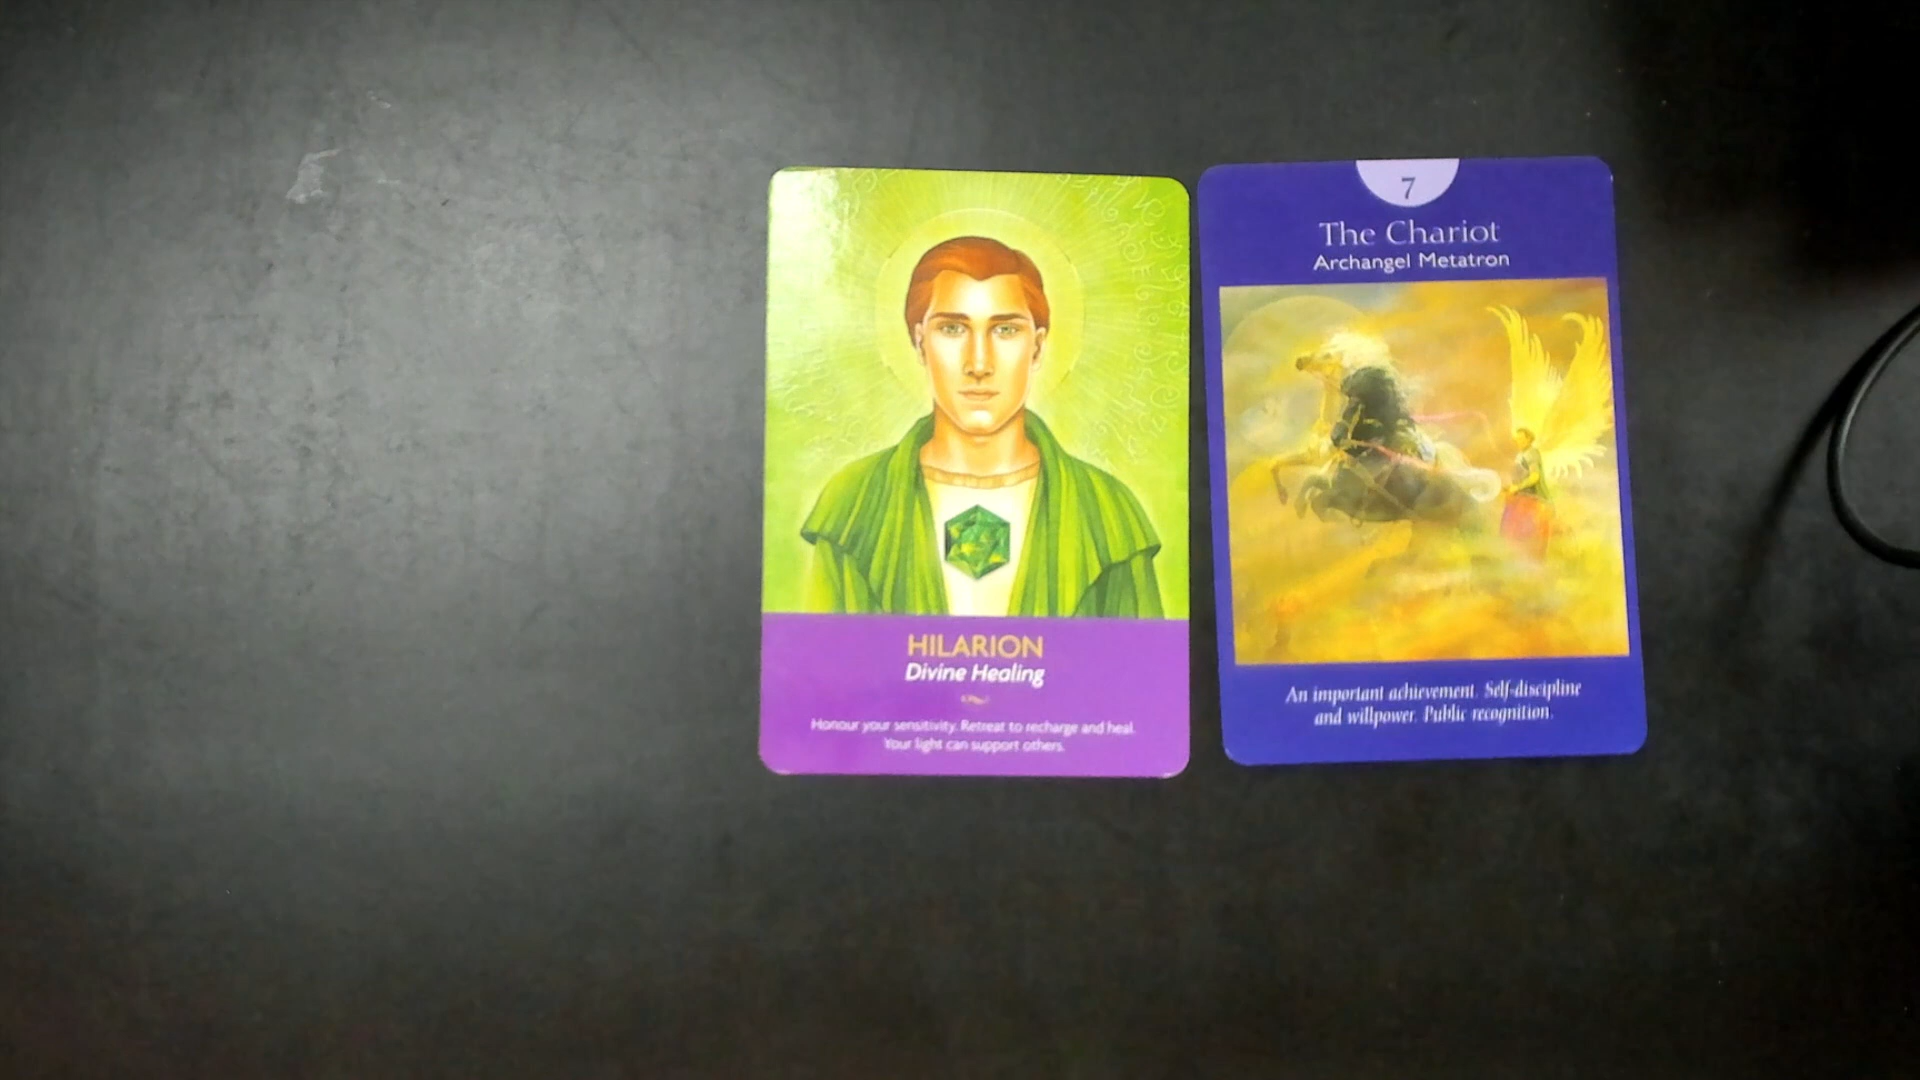 HILARION
Divine Healing
Honour your sensitivity. Retreat to recharge and heal.
Your light can support others.
7
The Chariot
Archangel Metatron
An important achievement. Self-discipline
and willpower. Public recognition.